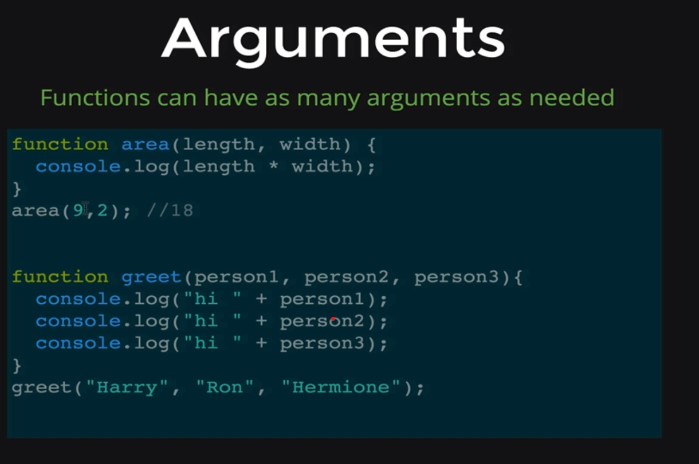 Arguments
Functions can have as many arguments as needed
function area(length, width) {
  console.log(length * width);
}
area(9,2); //18
function greet(person1, person2, person3){
  console.log("hi " + person1);
  console.log("hi " + person2);
  console.log("hi " + person3);
}
greet("Harry", "Ron", "Hermione");